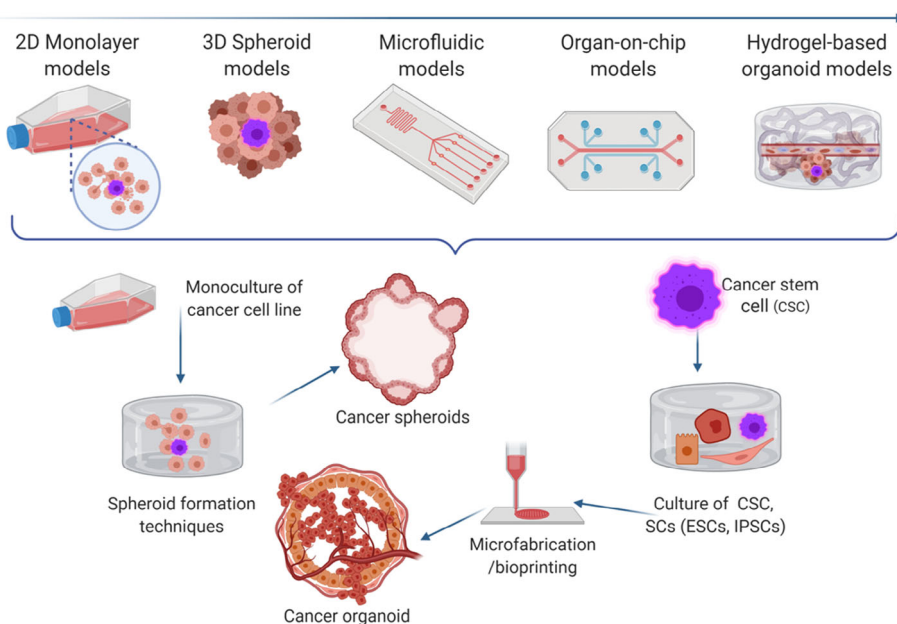 2D Monolayer
models
3D Spheroid
models
Microfluidic
models
Organ-on-chip
models
Hydrogel-based
organoid models
Monoculture of
cancer cell line
Cancer stem
cell (CSC)
Cancer spheroids
Spheroid formation
techniques
Culture of CSC,
SCs (ESCs, IPSCs)
Microfabrication
/bioprinting
Cancer organoid